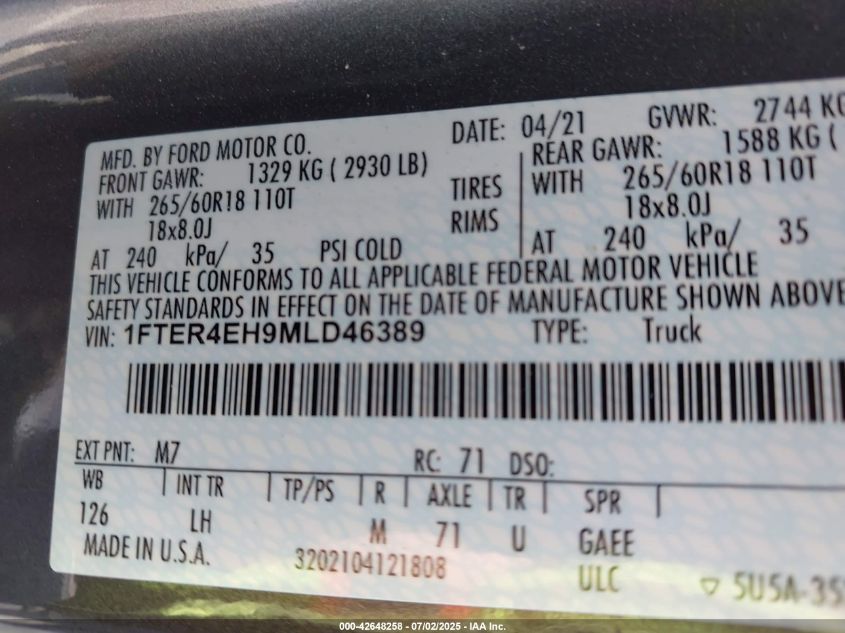 MFD. BY FORD MOTOR CO. DATE: 04/21 GVWR: 2744 KG
FRONT GAWR: 1329 KG ( 2930 LB) REAR GAWR: 1588 KG (
WITH 265/60R18 110T TIRES WITH 265/60R18 110T
18x8.0J RIMS 18x8.0J
AT 240 kPa/ 35 PSI COLD AT 240 kPa/ 35
THIS VEHICLE CONFORMS TO ALL APPLICABLE FEDERAL MOTOR VEHICLE
SAFETY STANDARDS IN EFFECT ON THE DATE OF MANUFACTURE SHOWN ABOVE
VIN: 1FTER4EH9MLD46389 TYPE: Truck
EXT PNT: M7 RC: 71 DSO:
WB INT TR TP/PS R AXLE TR SPR
126 LH M 71 U GAEE
MADE IN U.S.A. 3202104121808 ULC 5U5A-35
000-42648258 - 07/02/2025 - IAA Inc.